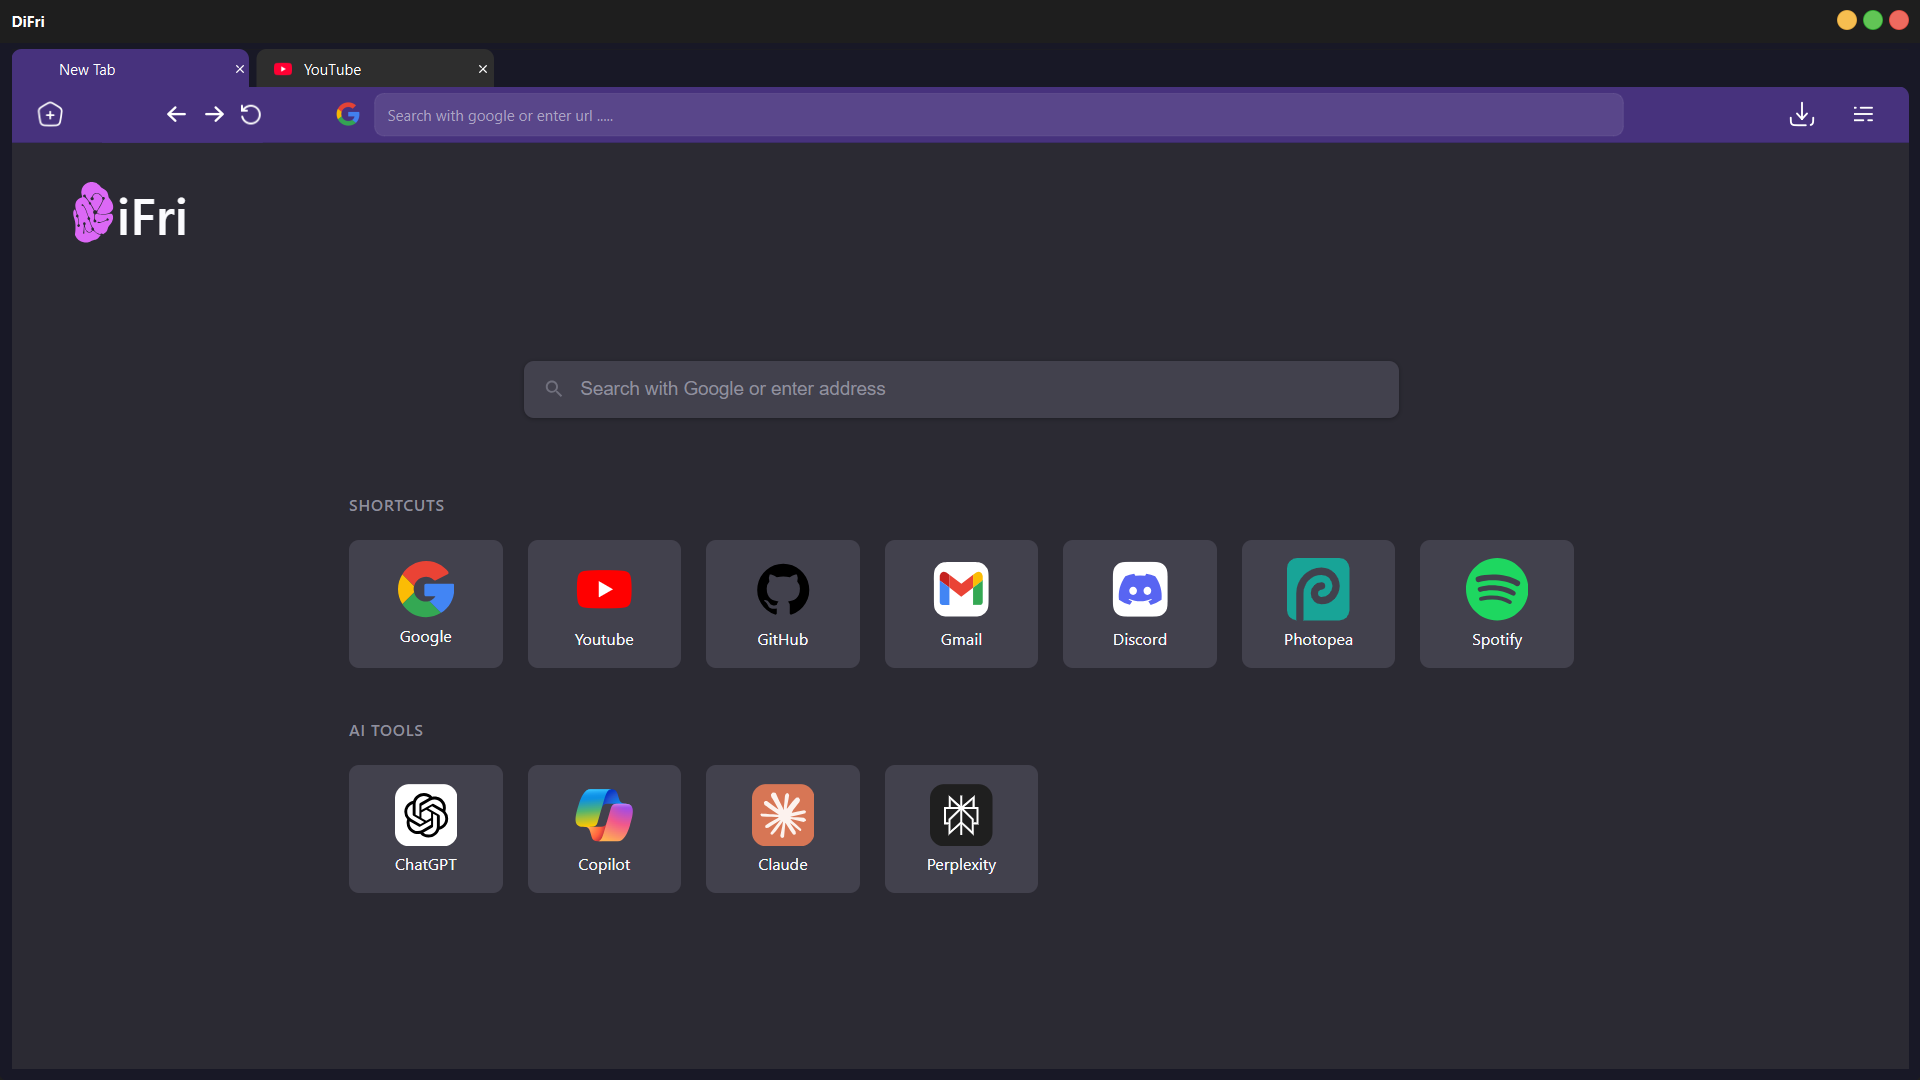 DiFri
New Tab
YouTube
Search with google or enter url .....
iFri
Search with Google or enter address
SHORTCUTS
Google
Youtube
GitHub
Gmail
Discord
Photopea
Spotify
AI TOOLS
ChatGPT
Copilot
Claude
Perplexity